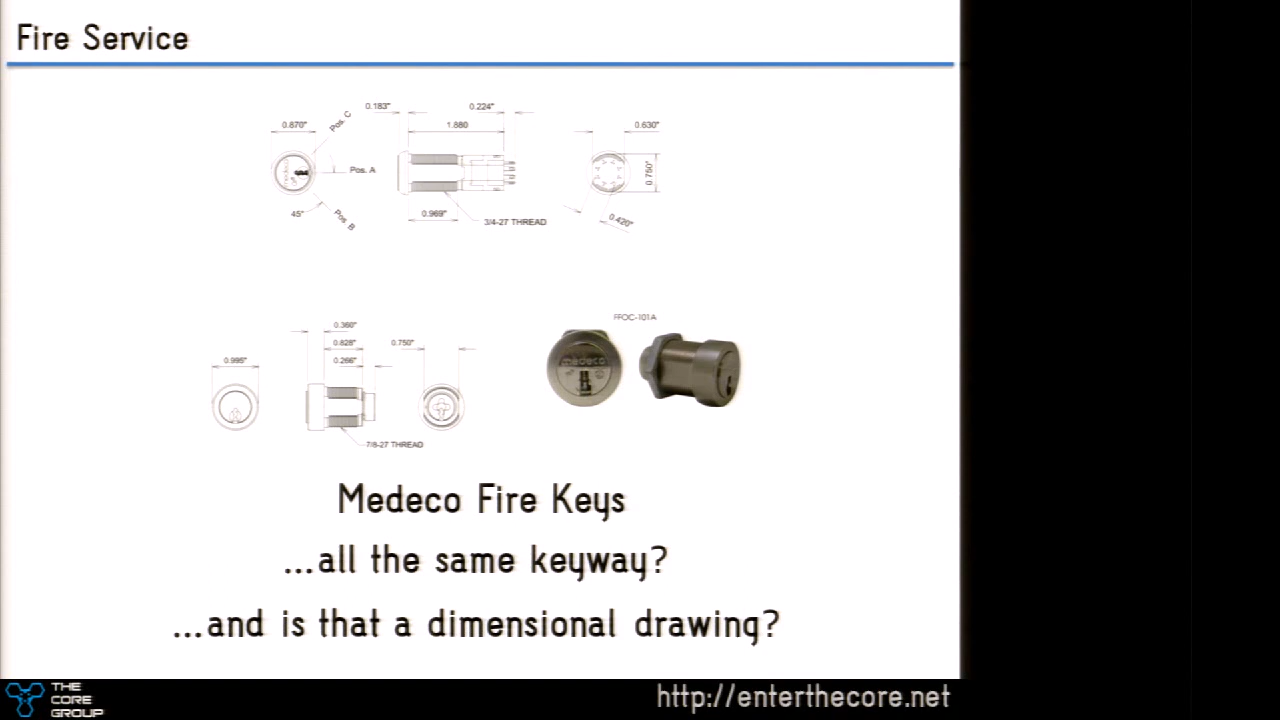 Fire Service
0.183"
0.224"
0.870"
Pos. C
1.880
0.630"
medeco
Pos. A
0.750"
45°
Pos. B
0.969"
3/4-27 THREAD
0.420"
0.360"
0.828"
0.750"
0.995"
0.266"
7/8-27 THREAD
FFOC-101A
medeco
Medeco Fire Keys
...all the same keyway?
...and is that a dimensional drawing?
THE
CORE
GROUP
http://enterthecore.net